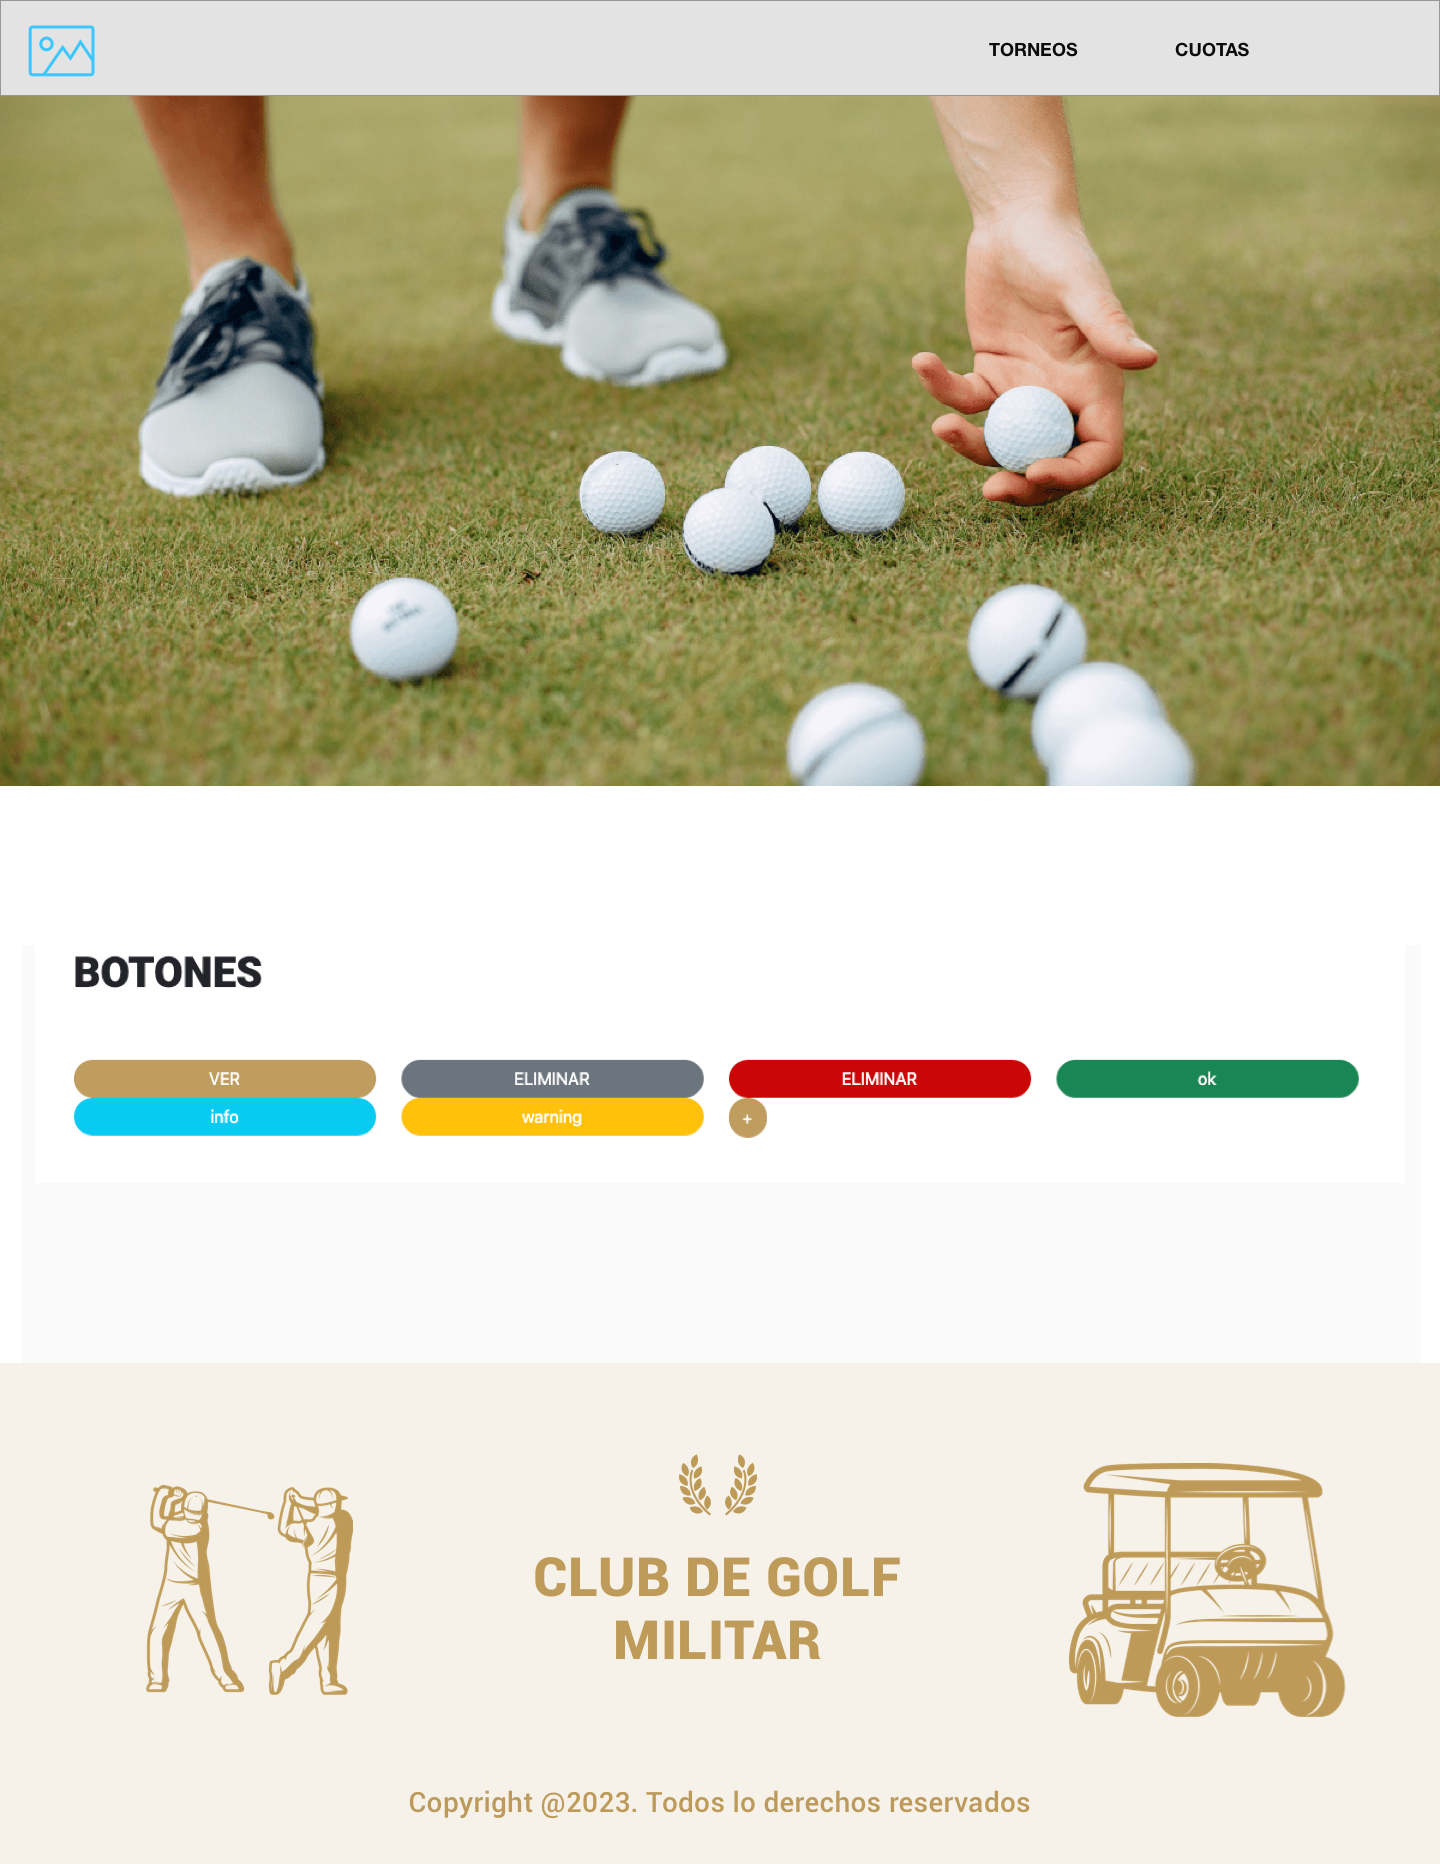 TORNEOS CUOTAS
BOTONES
VER ELIMINAR ELIMINAR ok
info warning +
CLUB DE GOLF
MILITAR
Copyright @2023. Todos lo derechos reservados